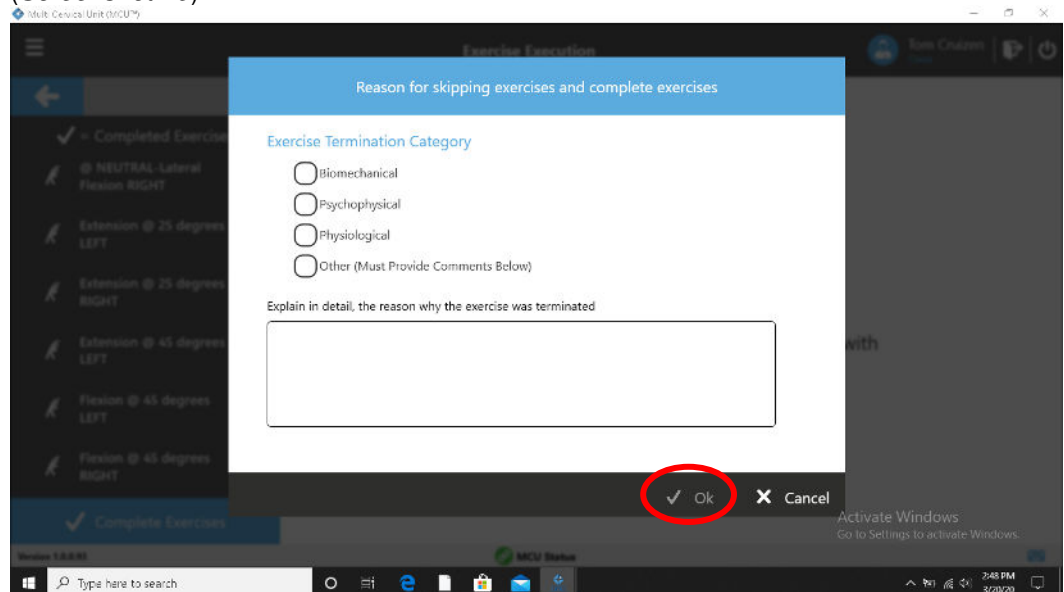 Multi Cervical Unit (MCU™)
Exercise Execution
Tom Cruizen
Reason for skipping exercises and complete exercises
✓ = Completed Exercise
Exercise Termination Category
@ NEUTRAL-Lateral
Flexion RIGHT
Biomechanical
Psychophysical
Extension @ 25 degrees
LEFT
Physiological
Other (Must Provide Comments Below)
Extension @ 25 degrees
RIGHT
Explain in detail, the reason why the exercise was terminated
Extension @ 45 degrees
LEFT
with
Flexion @ 45 degrees
LEFT
Flexion @ 45 degrees
RIGHT
✓ Ok
X Cancel
✓ Complete Exercises
Activate Windows
Go to Settings to activate Windows.
MCU Status
Type here to search
2:48 PM
3/20/20